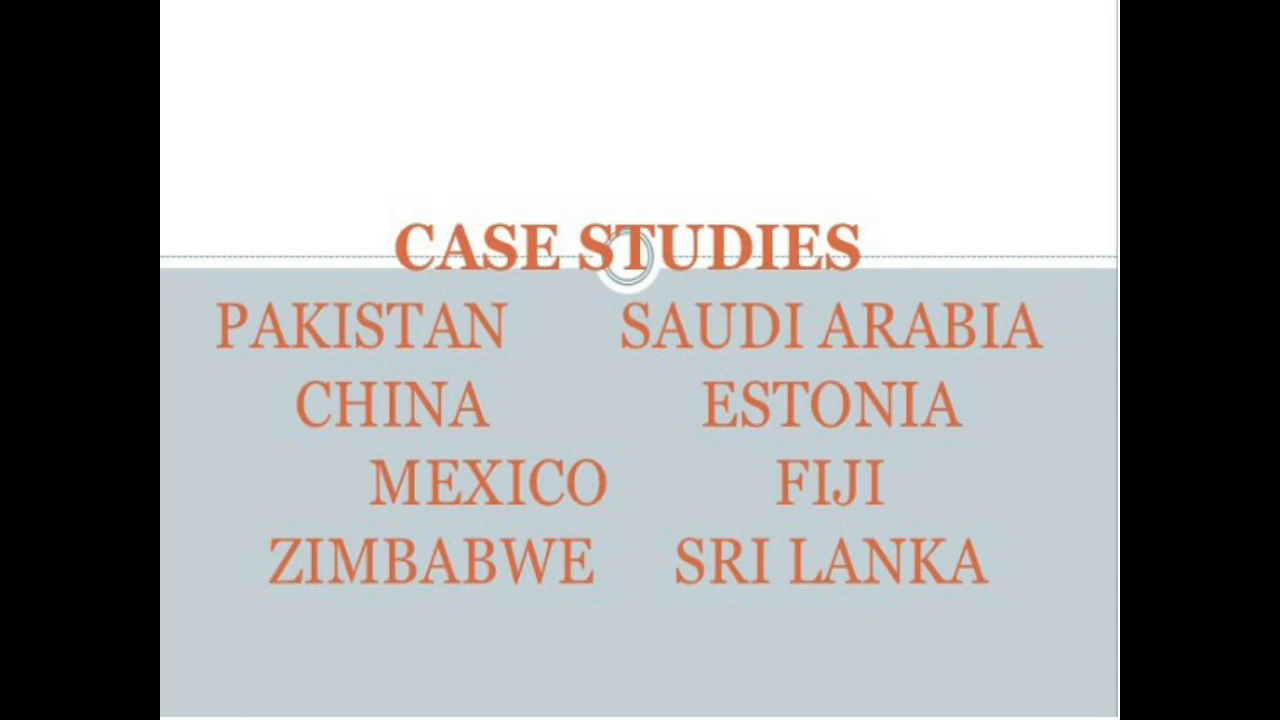 CASE STUDIES
PAKISTAN SAUDI ARABIA
CHINA ESTONIA
MEXICO FIJI
ZIMBABWE SRI LANKA